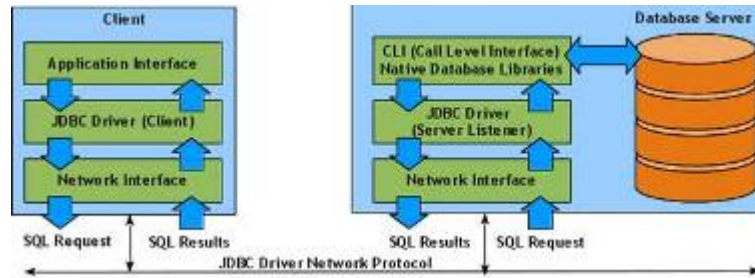 Client
Application Interface
JDBC Driver (Client)
Network Interface
SQL Request
SQL Results
Database Server
CLI (Call Level Interface)
Native Database Libraries
JDBC Driver
(Server Listener)
Network Interface
SQL Results
SQL Request
JDBC Driver Network Protocol